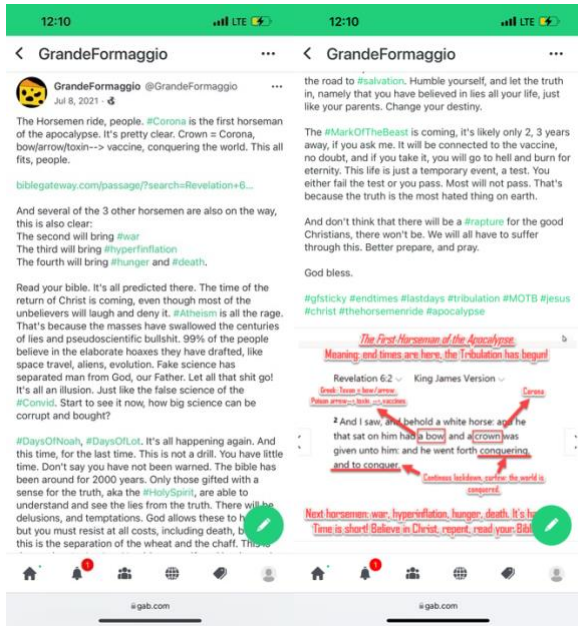 12:10
LTE
GrandeFormaggio
GrandeFormaggio @GrandeFormaggio
Jul 8, 2021
The Horsemen ride, people. #Corona is the first horseman
of the apocalypse. It's pretty clear. Crown = Corona,
bow/arrow/toxin--> vaccine, conquering the world. This all
fits, people.
biblegateway.com/passage/?search=Revelation+6...
And several of the 3 other horsemen are also on the way,
this is also clear:
The second will bring #war
The third will bring #hyperfinflation
The fourth will bring #hunger and #death.
Read your bible. It's all predicted there. The time of the
return of Christ is coming, even though most of the
unbelievers will laugh and deny it. #Atheism is all the rage.
That's because the masses have swallowed the centuries
of lies and pseudoscientific bullshit. 99% of the people
believe in the elaborate hoaxes they have drafted, like
space travel, aliens, evolution. Fake science has
separated man from God, our Father. Let all that shit go!
It's all an illusion. Just like the false science of the
#Convid. Start to see it now, how big science can be
corrupt and bought?
#DaysOfNoah, #DaysOfLot. It's all happening again. And
this time, for the last time. This is not a drill. You have little
time. Don't say you have not been warned. The bible has
been around for 2000 years. Only those gifted with a
sense for the truth, aka the #HolySpirit, are able to
understand and see the lies from the truth. There will be
delusions, and temptations. God allows these to
but you must resist at all costs, including death,
this is the separation of the wheat and the chaff.
1
gab.com
12:10
LTE
GrandeFormaggio
the road to #salvation. Humble yourself, and let the truth
in, namely that you have believed in lies all your life, just
like your parents. Change your destiny.
The #MarkOfTheBeast is coming, it's likely only 2, 3 years
away, if you ask me. It will be connected to the vaccine,
no doubt, and if you take it, you will go to hell and burn for
eternity. This life is just a temporary event, a test. You
either fail the test or you pass. Most will not pass. That's
because the truth is the most hated thing on earth.
And don't think that there will be a #rapture for the good
Christians, there won't be. We will all have to suffer
through this. Better prepare, and pray.
God bless.
#gfsticky #endtimes #lastdays #tribulation #MOTB #jesus
#christ #thehorsemenride #apocalypse
The First Horseman of the Apocalypse
Meaning: end times are here, the Tribulation has begun!
Revelation 6:2 King James Version
Greek: Toxon = bow/arrow
Poison arrow --> toxin --> vaccines
Corona
2 And I saw, and behold a white horse: and he
that sat on him had a bow and a crown was
given unto him: and he went forth conquering,
and to conquer.
Continous lockdown, curfew: the world is
conquered.
Next horsemen: war, hyperinflation, hunger, death. It's
Time is short! Believe in Christ, repent, read your
1
gab.com